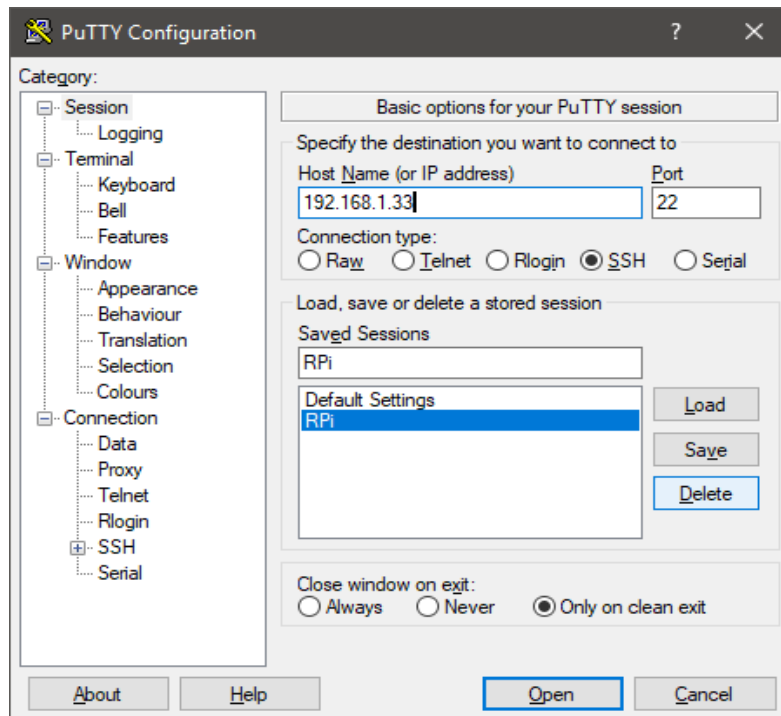 PuTTY Configuration ?
Category:
Session
Logging
Terminal
Keyboard
Bell
Features
Window
Appearance
Behaviour
Translation
Selection
Colours
Connection
Data
Proxy
Telnet
Rlogin
SSH
Serial
Basic options for your PuTTY session
Specify the destination you want to connect to
Host Name (or IP address) Port
192.168.1.33 22
Connection type:
Raw Telnet Rlogin SSH Serial
Load, save or delete a stored session
Saved Sessions
RPi
Default Settings
RPi
Load
Save
Delete
Close window on exit:
Always Never Only on clean exit
About Help Open Cancel